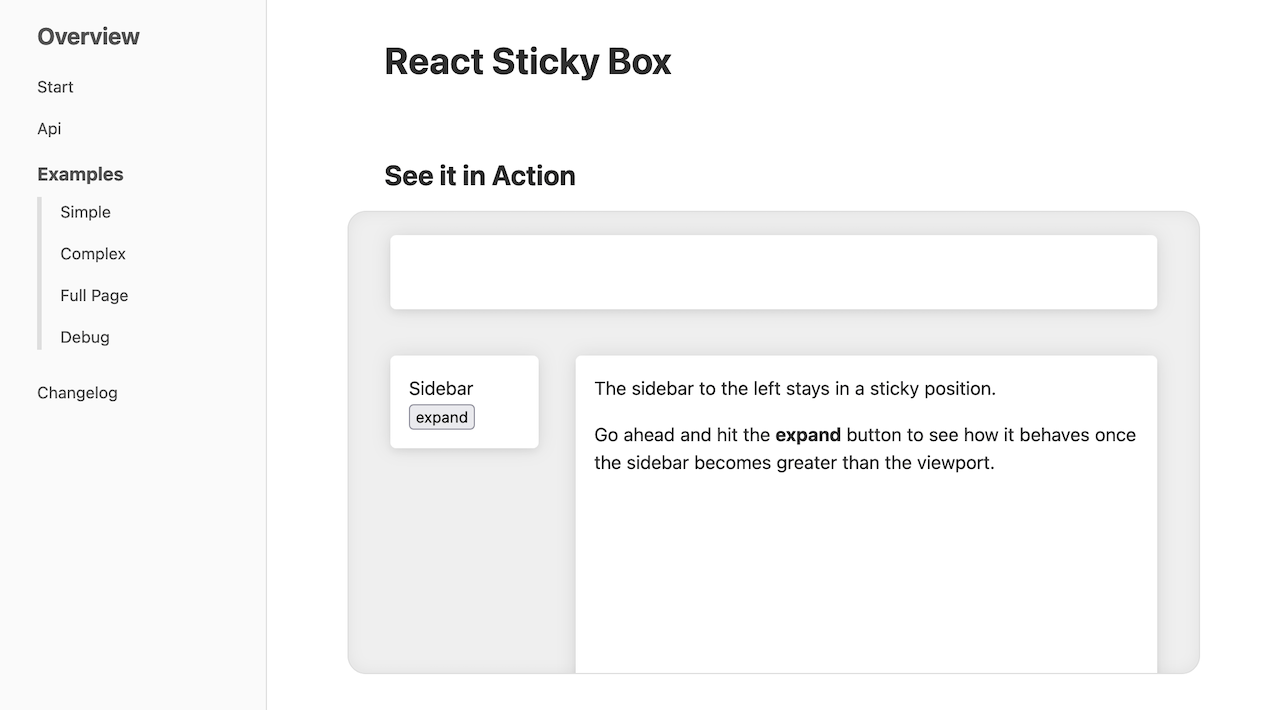 Overview
Start
Api
Examples
Simple
Complex
Full Page
Debug
Changelog
React Sticky Box
See it in Action
Sidebar
expand
The sidebar to the left stays in a sticky position.
Go ahead and hit the expand button to see how it behaves once
the sidebar becomes greater than the viewport.